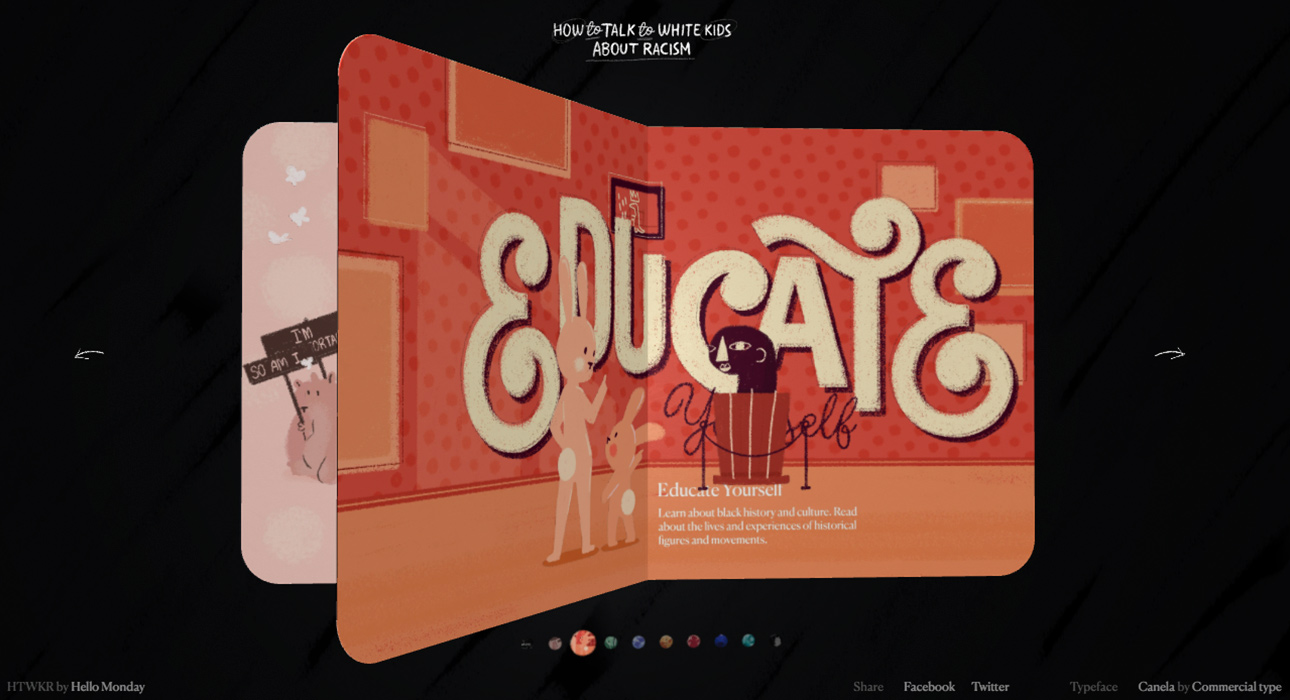 HOW to TALK to WHITE KIDS
ABOUT RACISM
I'M
SO AM I
EDUCATE
Yourself
Educate Yourself
Learn about black history and culture. Read
about the lives and experiences of historical
figures and movements.
HTWKR by Hello Monday
Share Facebook Twitter
Typeface Canela by Commercial type